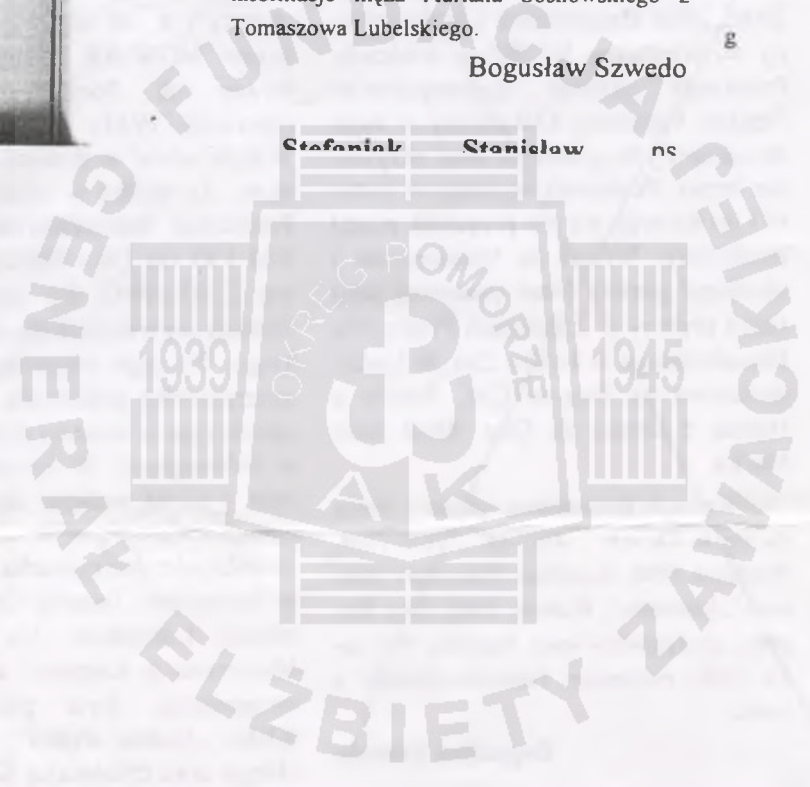 Tomaszowa Lubelskiego.
g
Bogusław Szwedo
Stefaniak Stanisław ps
FUNDACJA
GENERAŁ ELŻBIETY ZAWACKIEJ
OKRĘG POMORZE
1939
1945
AK